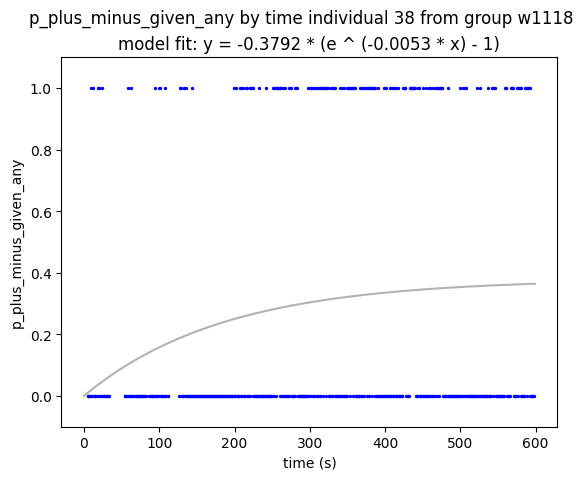 p_plus_minus_given_any by time individual 38 from group w1118
model fit: y = -0.3792 * (e ^ (-0.0053 * x) - 1)
1.0
0.8
0.6
0.4
0.2
0.0
p_plus_minus_given_any
0 100 200 300 400 500 600
time (s)